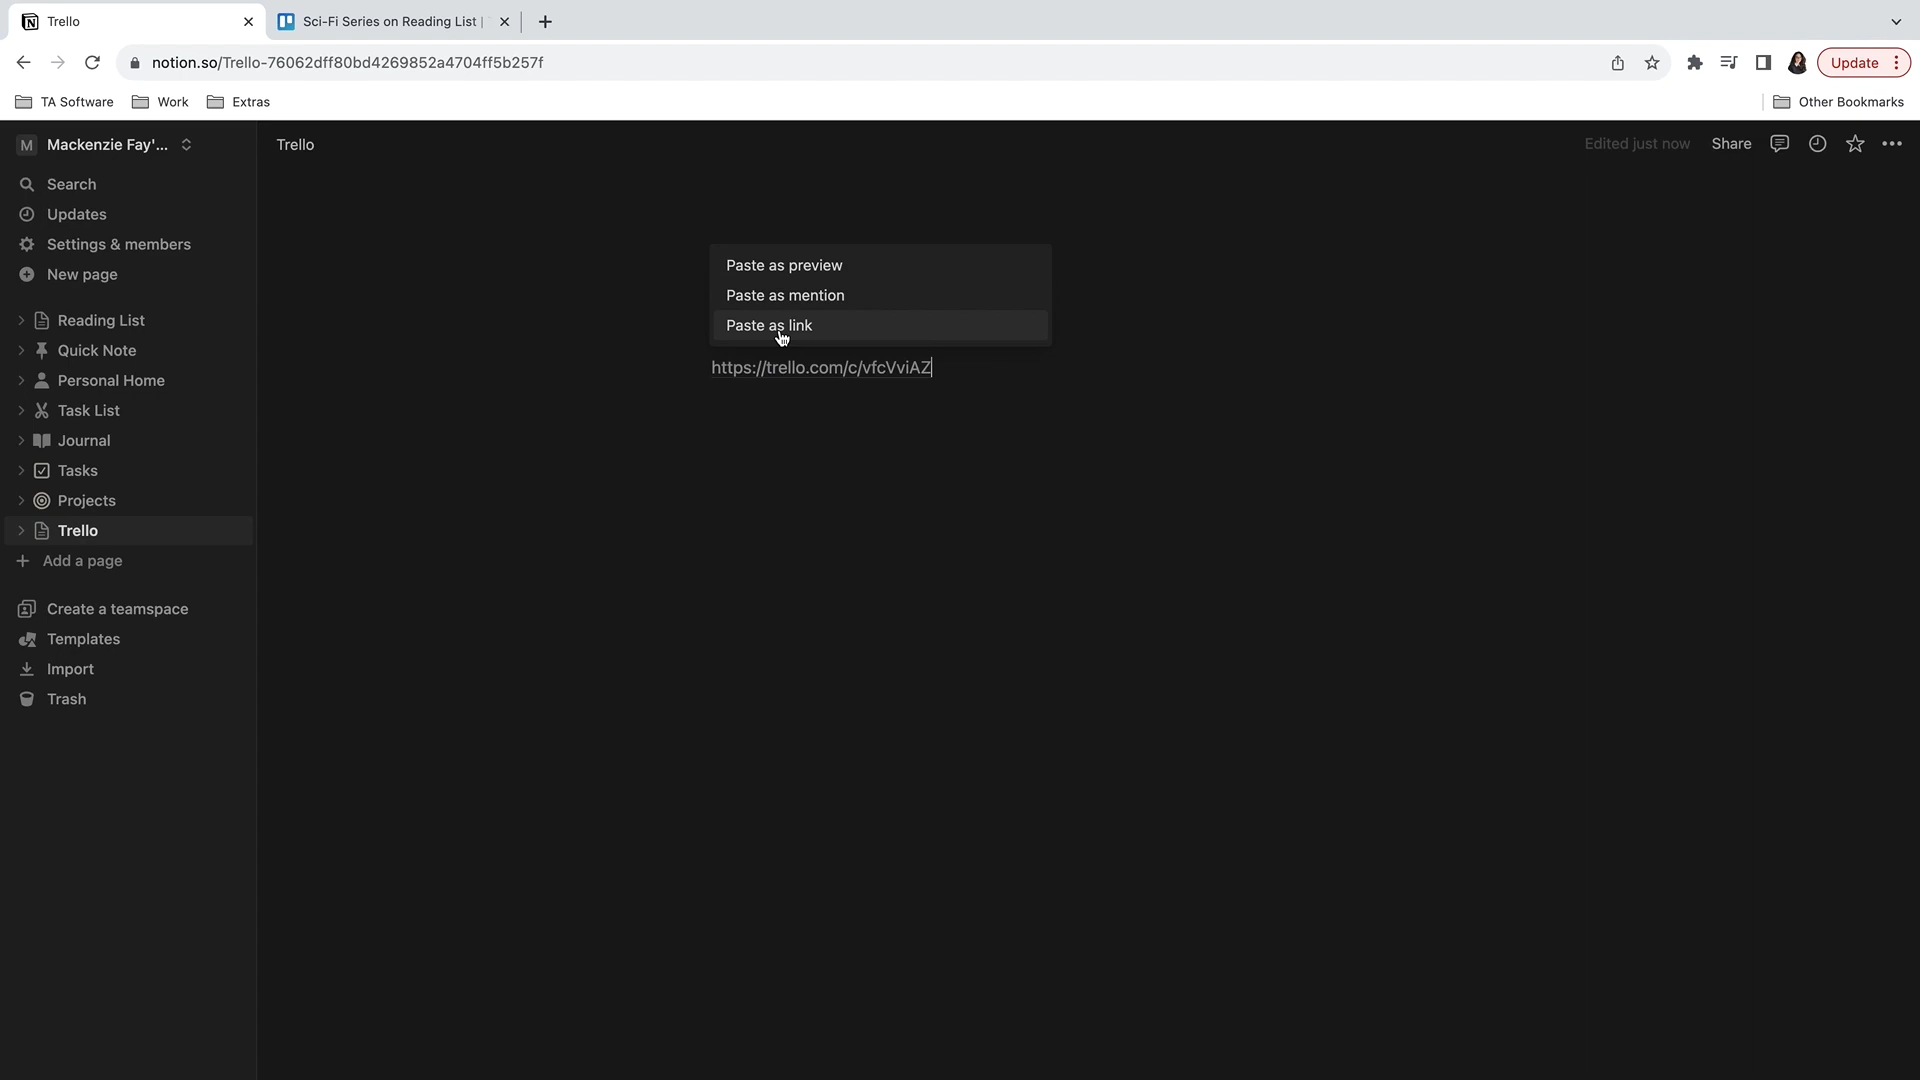 Trello
Sci-Fi Series on Reading List |
notion.so/Trello-76062dff80bd4269852a4704ff5b257f
Update
TA Software
Work
Extras
Other Bookmarks
M
Mackenzie Fay'...
Trello
Edited just now
Share
Search
Updates
Settings & members
New page
Reading List
Quick Note
Personal Home
Task List
Journal
Tasks
Projects
Trello
Add a page
Create a teamspace
Templates
Import
Trash
Paste as preview
Paste as mention
Paste as link
https://trello.com/c/vfcVviAZ